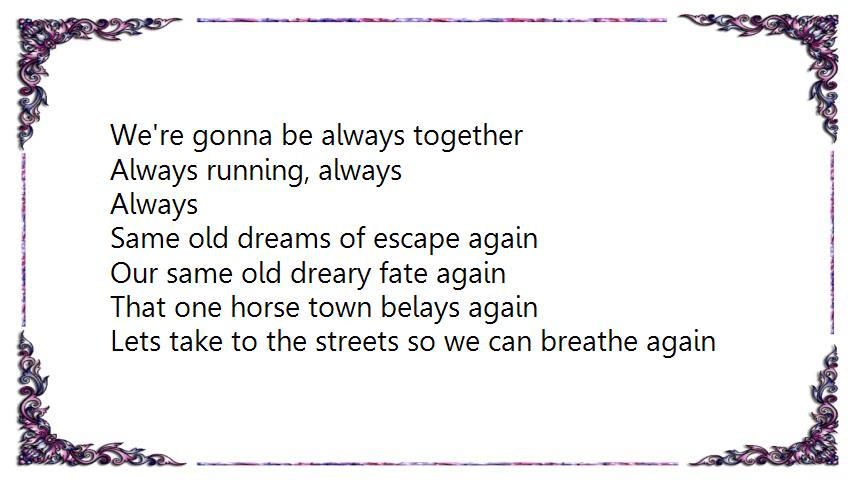 We're gonna be always together
Always running, always
Always
Same old dreams of escape again
Our same old dreary fate again
That one horse town belays again
Lets take to the streets so we can breathe again